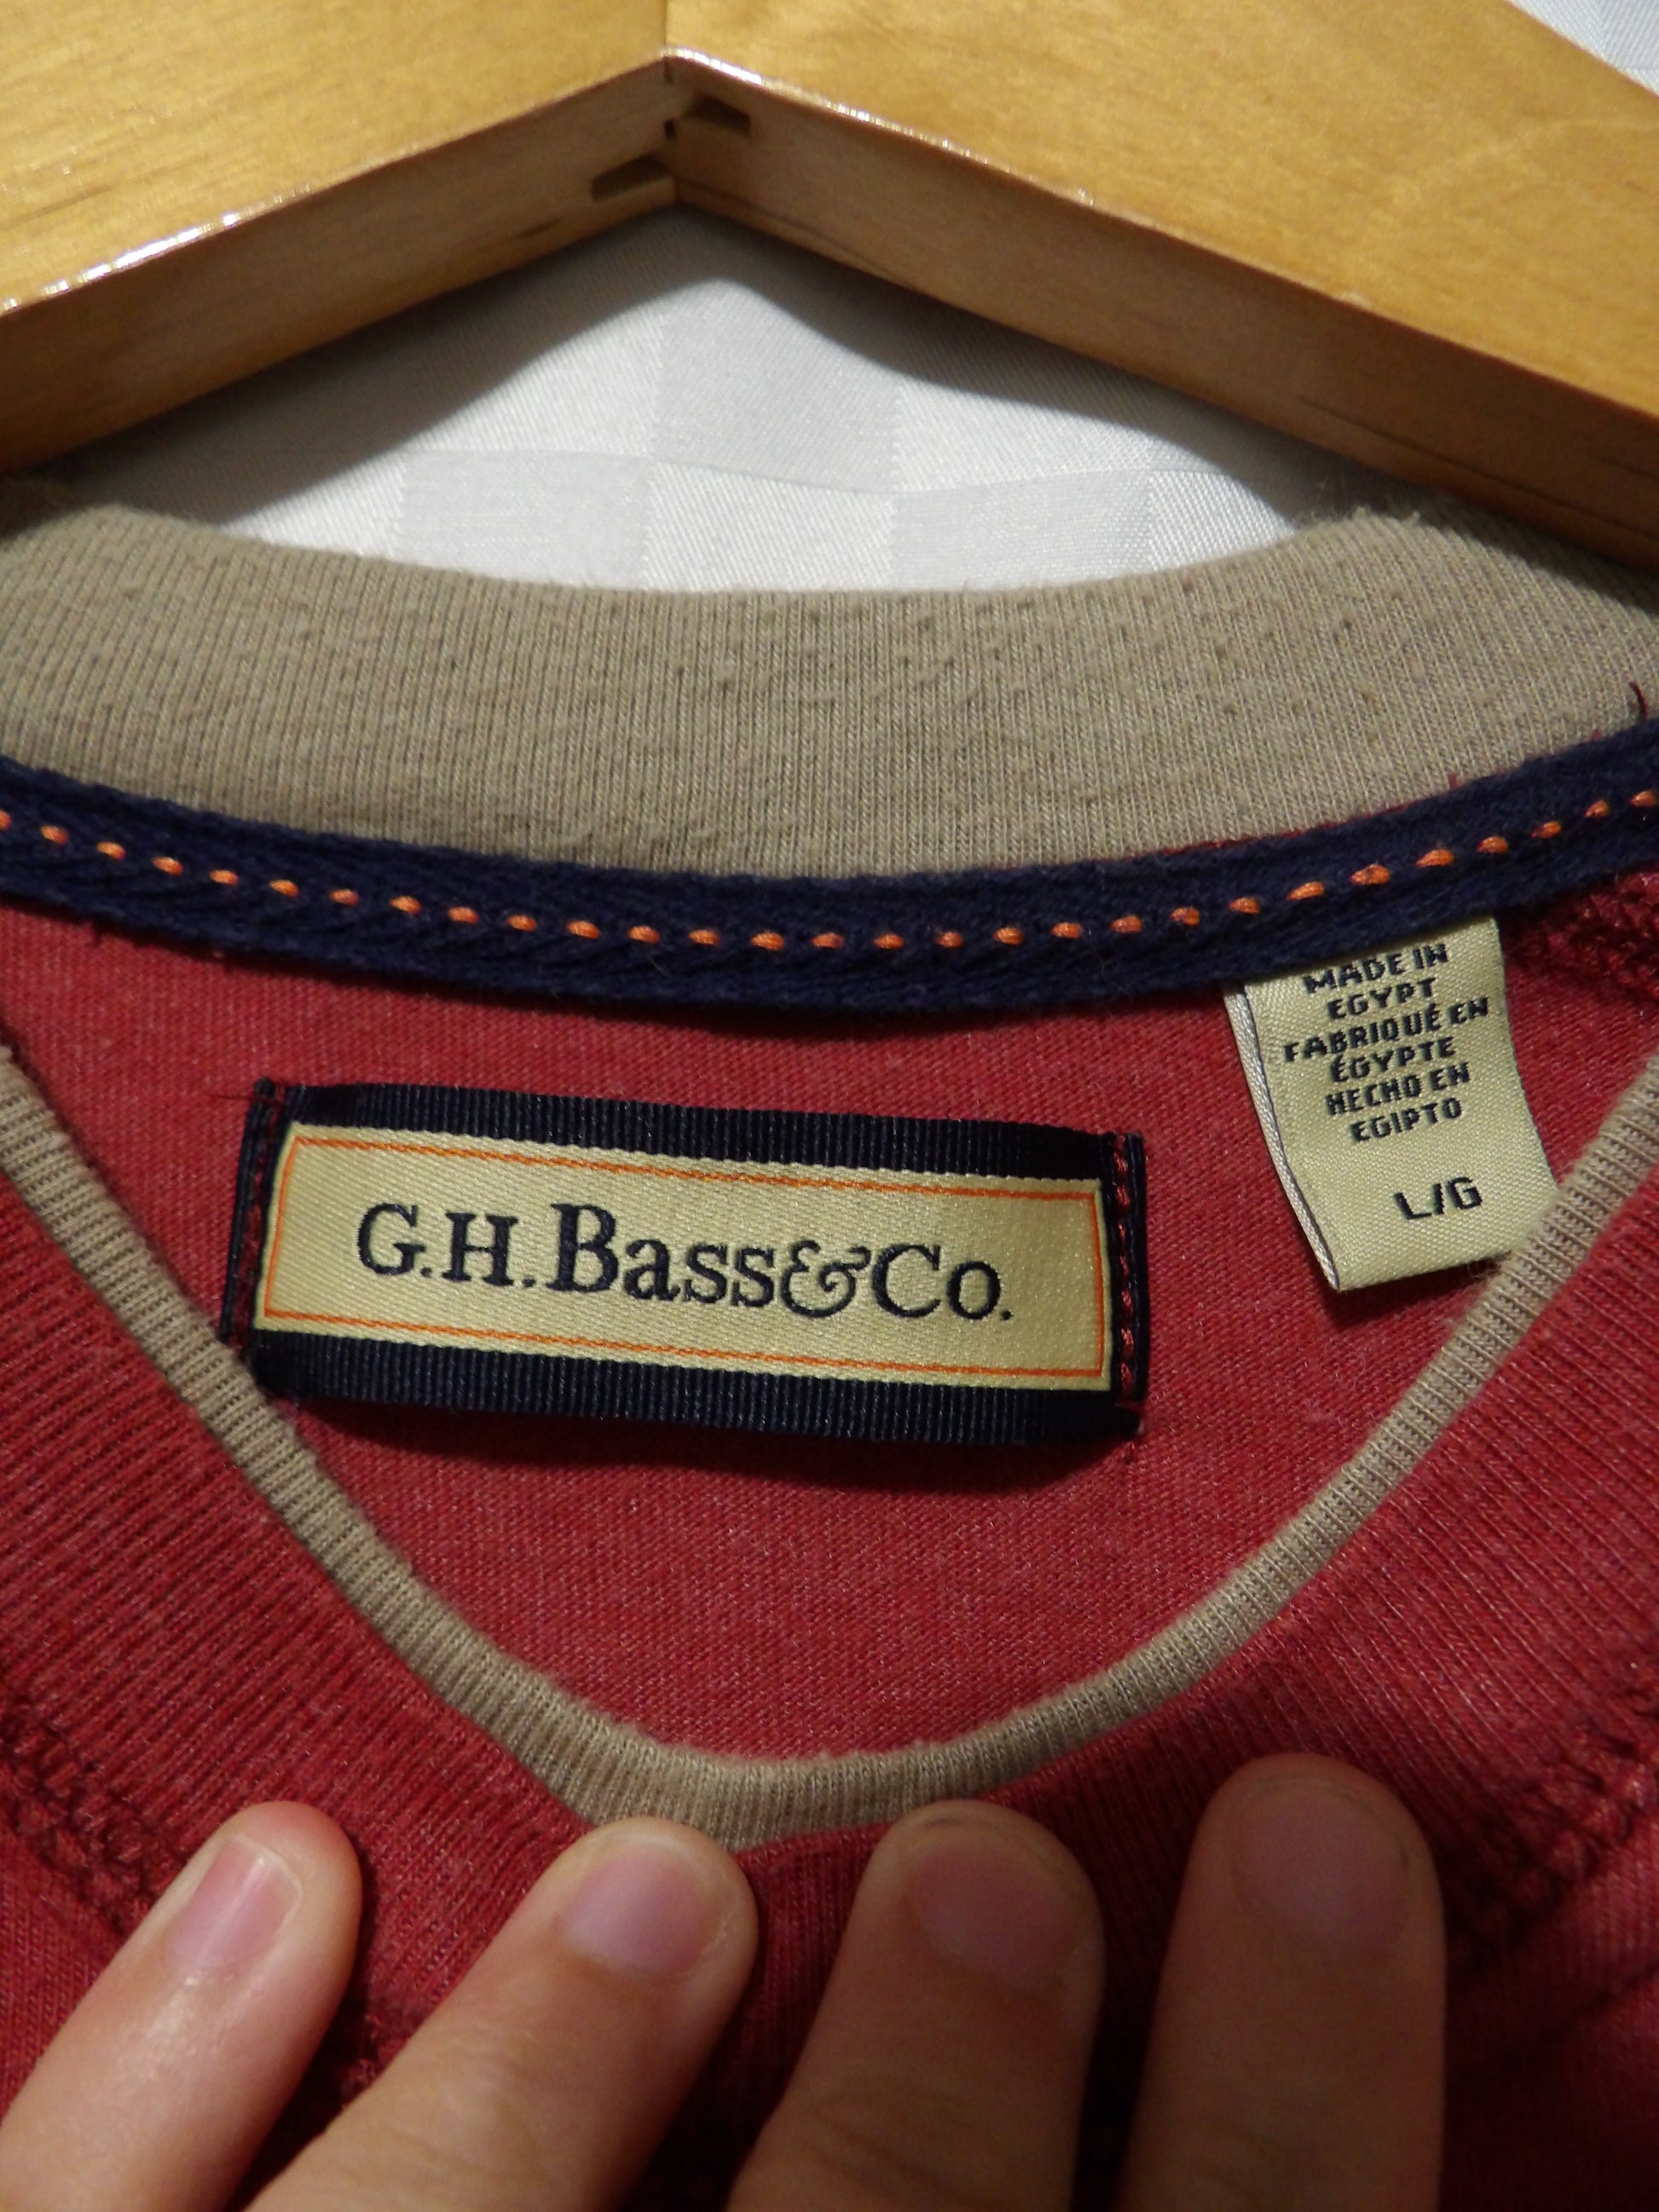 MADE IN
EGYPT
FABRIQUÉ EN
ÉGYPTE
HECHO EN
EGIPTO
L/G
G.H.Bass&Co.